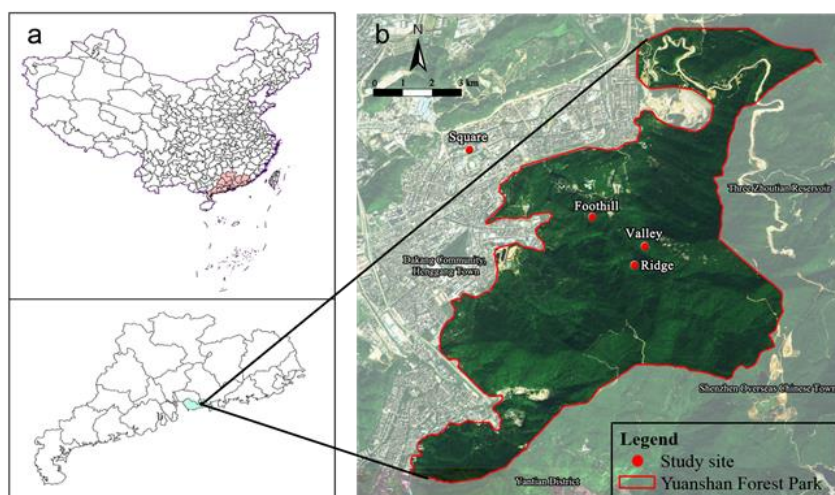 a
b
N
0 1 2 3 km
Square
Foothill
Valley
Ridge
Three Zhoutian Reservoir
Dakang Community,
Henggang Town
Shenzhen Overseas Chinese Town
Yantian District
Legend
Study site
Yuanshan Forest Park